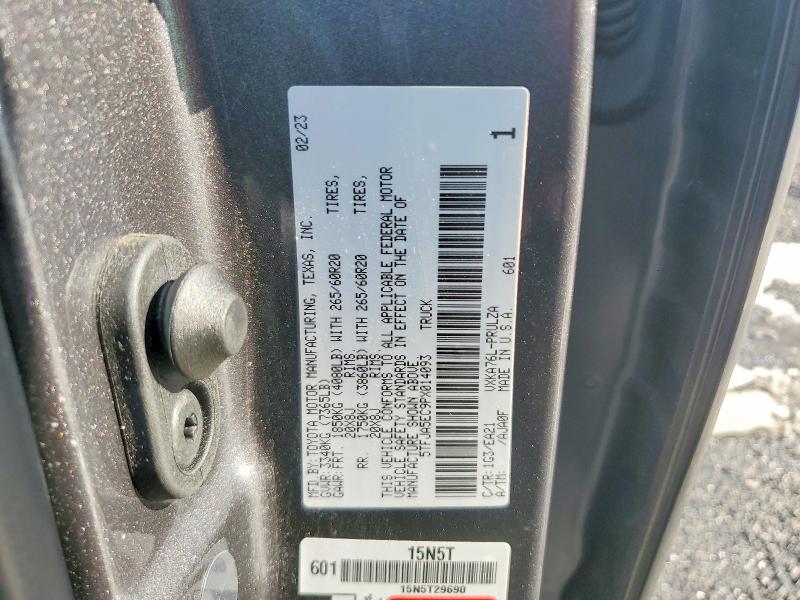 MFD BY:TOYOTA MOTOR MANUFACTURING, TEXAS, INC. 02/23
GVWR:3340KG (7365LB)
GAWR:FRT. 1850KG (4080LB) WITH 265/60R20 TIRES,
20X8J RIMS,
RR. 1750KG (3860LB) WITH 265/60R20 TIRES,
20X8J RIMS.
THIS VEHICLE CONFORMS TO ALL APPLICABLE FEDERAL MOTOR
VEHICLE SAFETY STANDARDS IN EFFECT ON THE DATE OF
MANUFACTURE SHOWN ABOVE.
5TFJA5EC9PX014093 TRUCK
C/TR:1G3/EA21 VXKA76L-PRULZA
A/TM: /AJA0F MADE IN U.S.A. 601
1
15N5T
601
15N5T29690